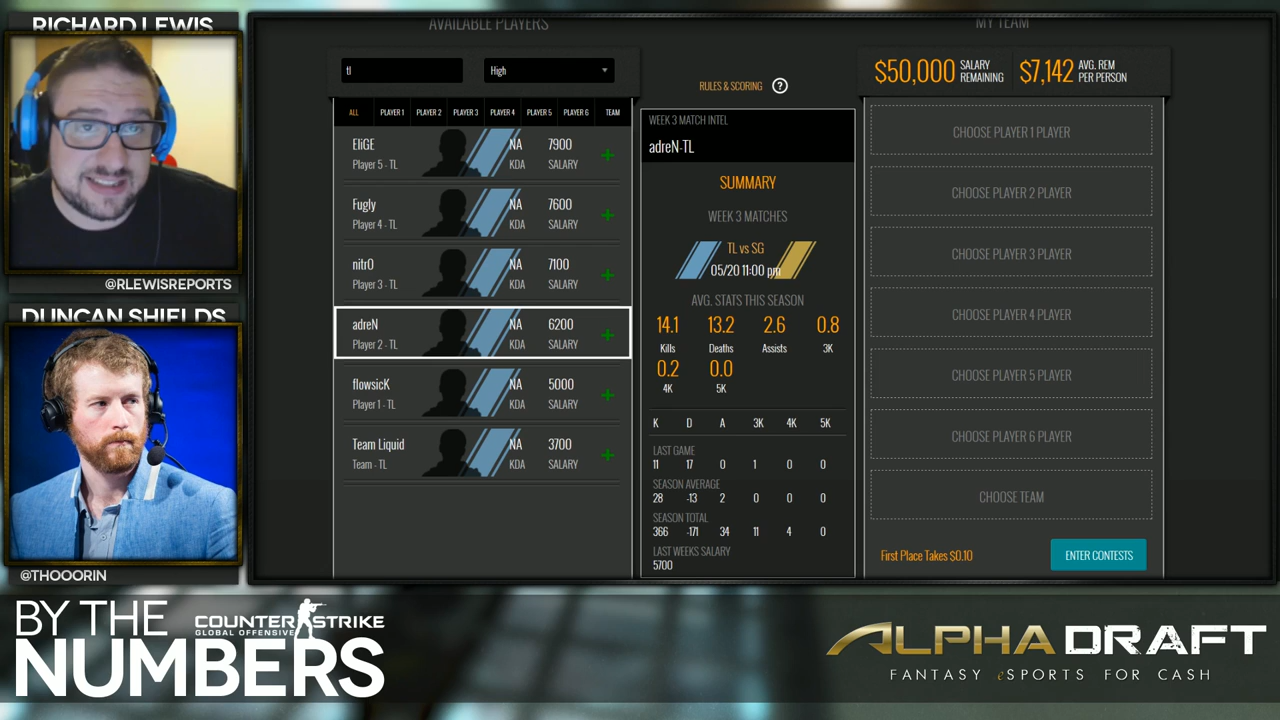 RICHARD LEWIS
@RLEWISREPORTS
DUNCAN SHIELDS
@THOOORIN
AVAILABLE PLAYERS
tl
High
ALL PLAYER 1 PLAYER 2 PLAYER 3 PLAYER 4 PLAYER 5 PLAYER 6 TEAM
EliGE NA 7900
Player 5 - TL KDA SALARY
Fugly NA 7600
Player 4 - TL KDA SALARY
nitr0 NA 7100
Player 3 - TL KDA SALARY
adreN NA 6200
Player 2 - TL KDA SALARY
flowsicK NA 5000
Player 1 - TL KDA SALARY
Team Liquid NA 3700
Team - TL KDA SALARY
RULES & SCORING ?
WEEK 3 MATCH INTEL
adreN-TL
SUMMARY
WEEK 3 MATCHES
TL vs SG
05/20 11:00 pm
AVG. STATS THIS SEASON
14.1 13.2 2.6 0.8
Kills Deaths Assists 3K
0.2 0.0
4K 5K
K D A 3K 4K 5K
LAST GAME
11 17 0 1 0 0
SEASON AVERAGE
28 -13 2 0 0 0
SEASON TOTAL
366 -171 34 11 4 0
LAST WEEKS SALARY
5700
MY TEAM
$50,000 SALARY REMAINING $7,142 AVG. REM PER PERSON
CHOOSE PLAYER 1 PLAYER
CHOOSE PLAYER 2 PLAYER
CHOOSE PLAYER 3 PLAYER
CHOOSE PLAYER 4 PLAYER
CHOOSE PLAYER 5 PLAYER
CHOOSE PLAYER 6 PLAYER
CHOOSE TEAM
First Place Takes $0.10 ENTER CONTESTS
BY THE
NUMBERS
COUNTER STRIKE
GLOBAL OFFENSIVE
ALPHADRAFT
FANTASY eSPORTS FOR CASH